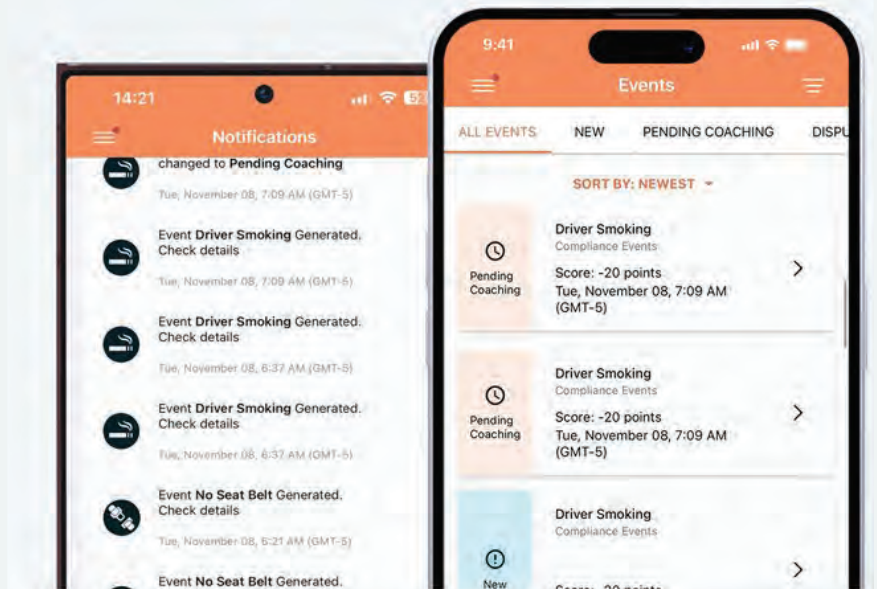 14:21
52
Notifications
changed to Pending Coaching
Tue, November 08, 7:09 AM (GMT-5)
Event Driver Smoking Generated.
Check details
Tue, November 08, 7:09 AM (GMT-5)
Event Driver Smoking Generated.
Check details
Tue, November 08, 6:37 AM (GMT-5)
Event Driver Smoking Generated.
Check details
Tue, November 08, 6:37 AM (GMT-5)
Event No Seat Belt Generated.
Check details
Tue, November 08, 6:21 AM (GMT-5)
Event No Seat Belt Generated.
9:41
Events
ALL EVENTS NEW PENDING COACHING DISPU
SORT BY: NEWEST
Pending
Coaching
Driver Smoking
Compliance Events
Score: -20 points
Tue, November 08, 7:09 AM
(GMT-5)
Pending
Coaching
Driver Smoking
Compliance Events
Score: -20 points
Tue, November 08, 7:09 AM
(GMT-5)
New
Driver Smoking
Compliance Events
Score: -20 points